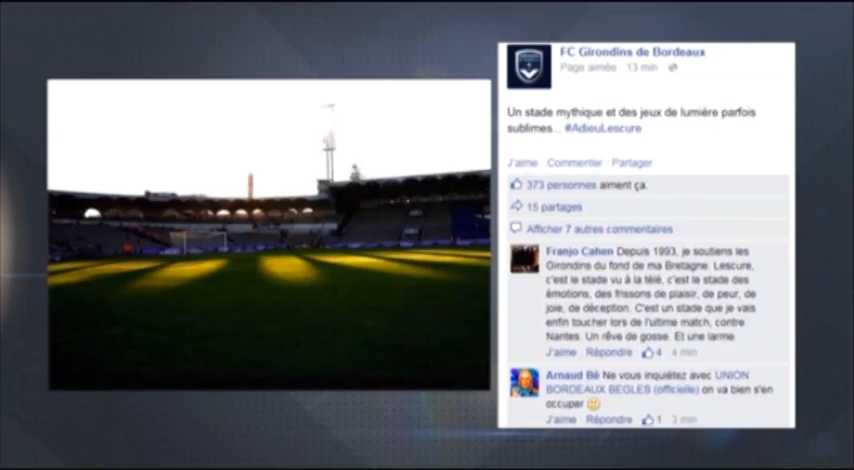 FC Girondins de Bordeaux
Page aimée · 13 min ·
Un stade mythique et des jeux de lumière parfois
sublimes... #AdieuLescure
J'aime · Commenter · Partager
373 personnes aiment ça.
15 partages
Afficher 7 autres commentaires
Franjo Cahen Depuis 1993, je soutiens les
Girondins du fond de ma Bretagne. Lescure,
c'est le stade vu à la télé, c'est le stade des
émotions, des frissons de plaisir, de peur, de
joie, de déception. C'est un stade que je vais
enfin toucher lors de l'ultime match, contre
Nantes. Un rêve de gosse. Et une larme.
J'aime · Répondre · 4 · 4 min
Arnaud Bé Ne vous inquiétez avec UNION
BORDEAUX BEGLES (officielle) on va bien s'en
occuper
J'aime · Répondre · 1 · 3 min